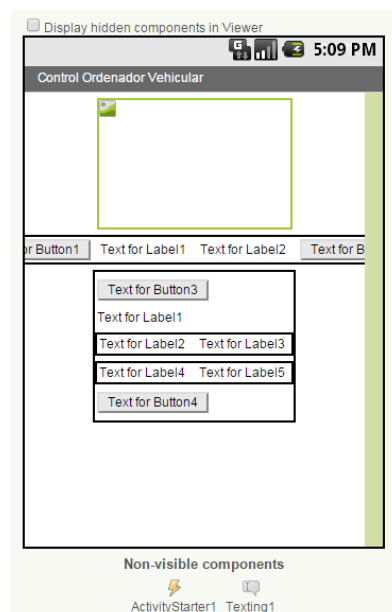 Display hidden components in Viewer
G 5:09 PM
Control Ordenador Vehicular
or Button1 Text for Label1 Text for Label2 Text for B
Text for Button3
Text for Label1
Text for Label2 Text for Label3
Text for Label4 Text for Label5
Text for Button4
Non-visible components
ActivityStarter1 Texting1